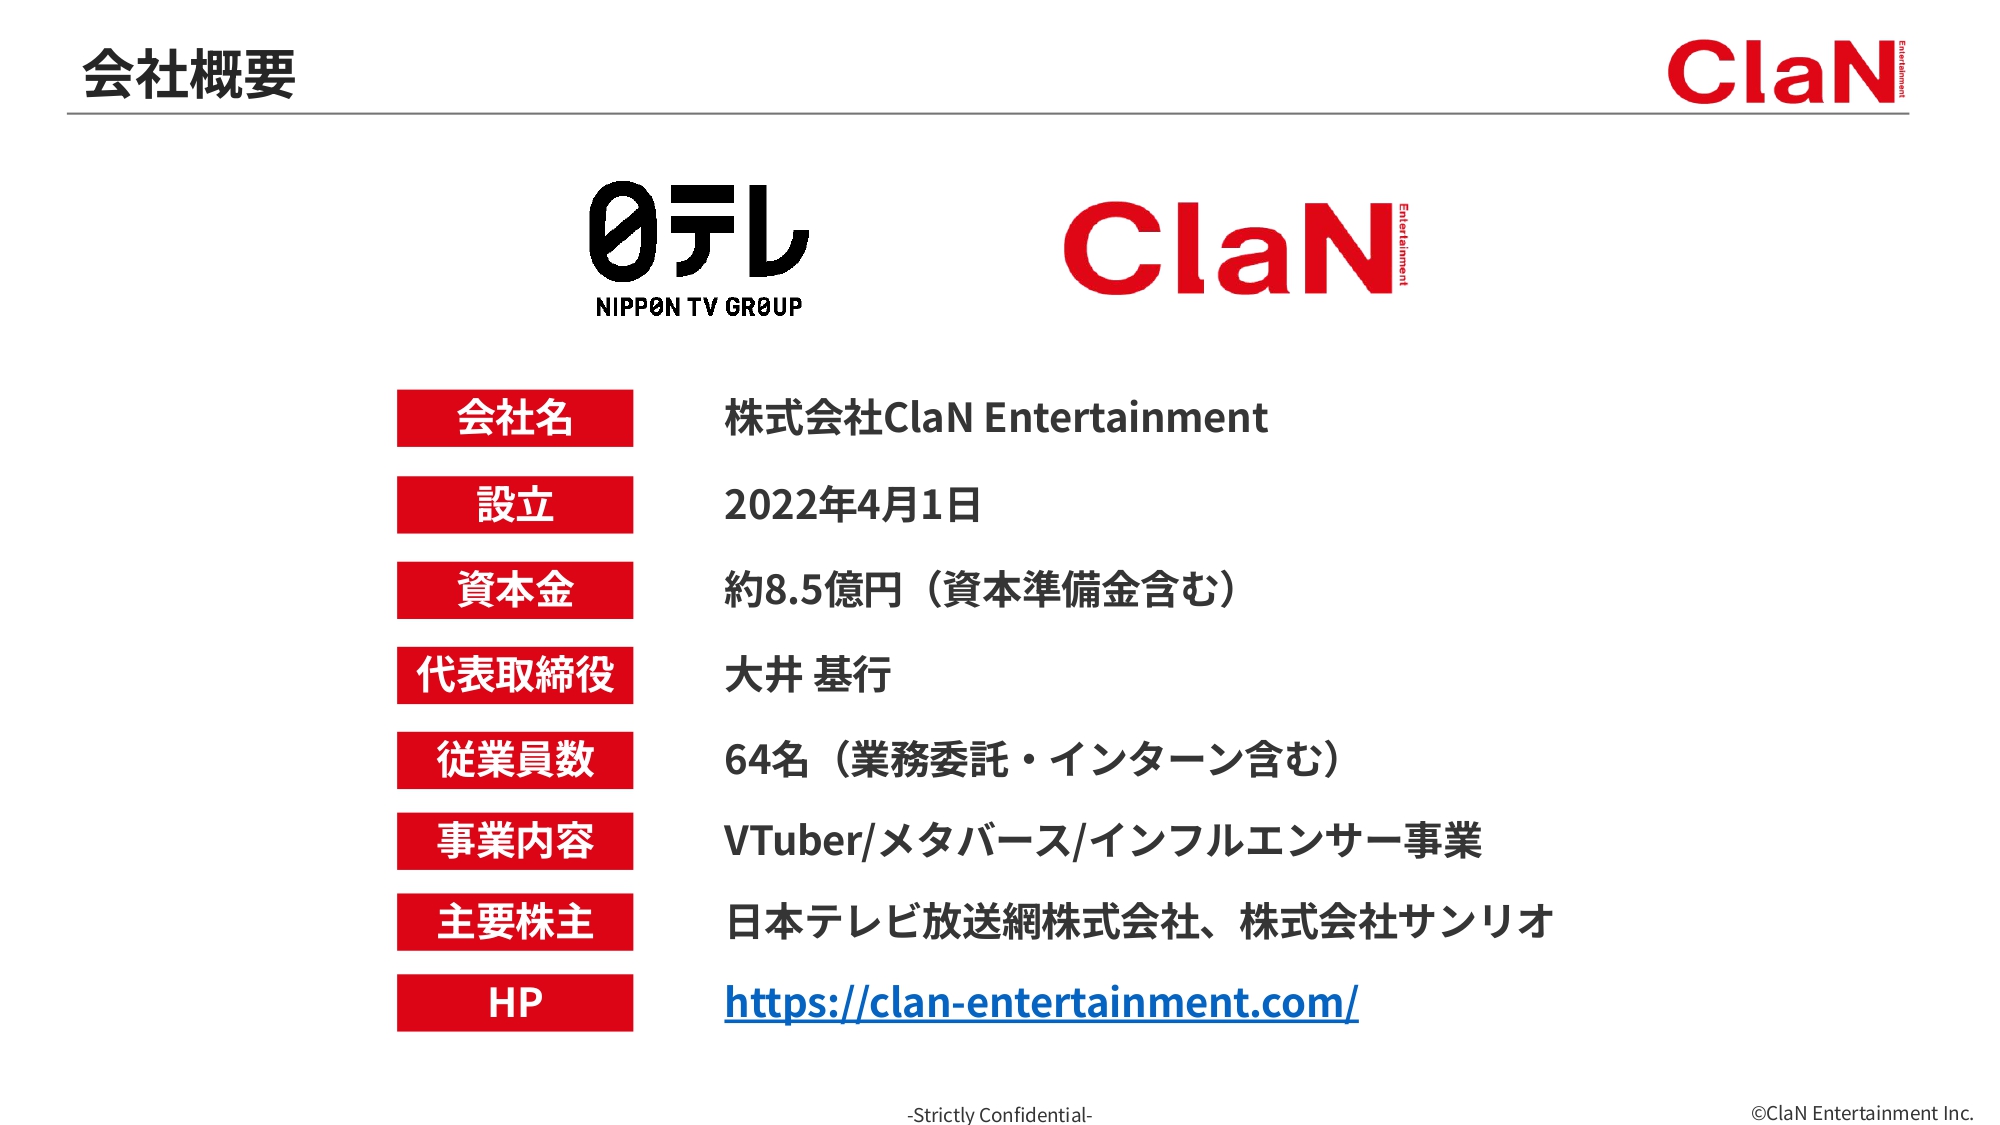 会社概要
ClaN Entertainment
日テレ
NIPPON TV GROUP
ClaN Entertainment
会社名 株式会社ClaN Entertainment
設立 2022年4月1日
資本金 約8.5億円（資本準備金含む）
代表取締役 大井 基行
従業員数 64名（業務委託・インターン含む）
事業内容 VTuber/メタバース/インフルエンサー事業
主要株主 日本テレビ放送網株式会社、株式会社サンリオ
HP https://clan-entertainment.com/
-Strictly Confidential-
©ClaN Entertainment Inc.